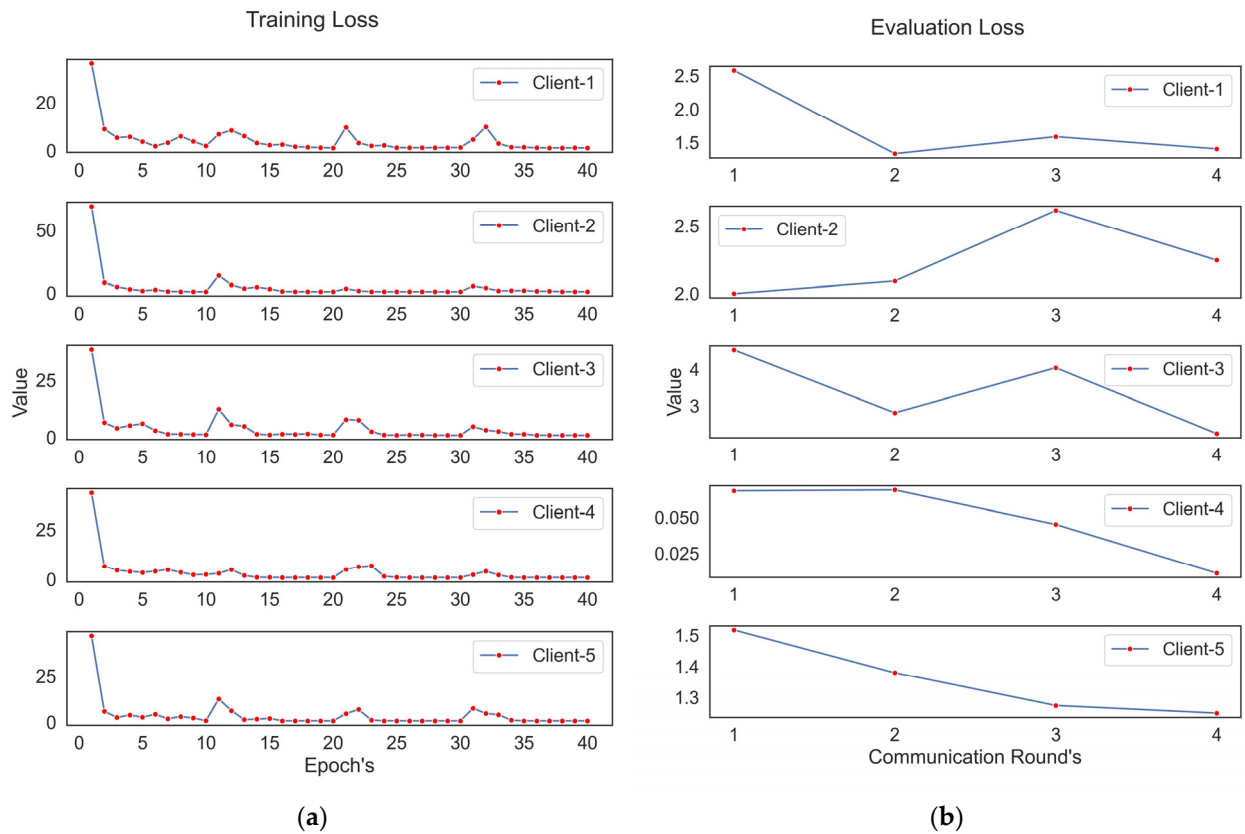 Training Loss
20
0
Client-1
0 5 10 15 20 25 30 35 40
50
0
Client-2
0 5 10 15 20 25 30 35 40
Value
25
0
Client-3
0 5 10 15 20 25 30 35 40
25
0
Client-4
0 5 10 15 20 25 30 35 40
25
0
Client-5
0 5 10 15 20 25 30 35 40
Epoch's
(a)
Evaluation Loss
2.5
2.0
1.5
Client-1
1 2 3 4
2.5
2.0
Client-2
1 2 3 4
Value
4
3
Client-3
1 2 3 4
0.050
0.025
Client-4
1 2 3 4
1.5
1.4
1.3
Client-5
1 2 3 4
Communication Round's
(b)